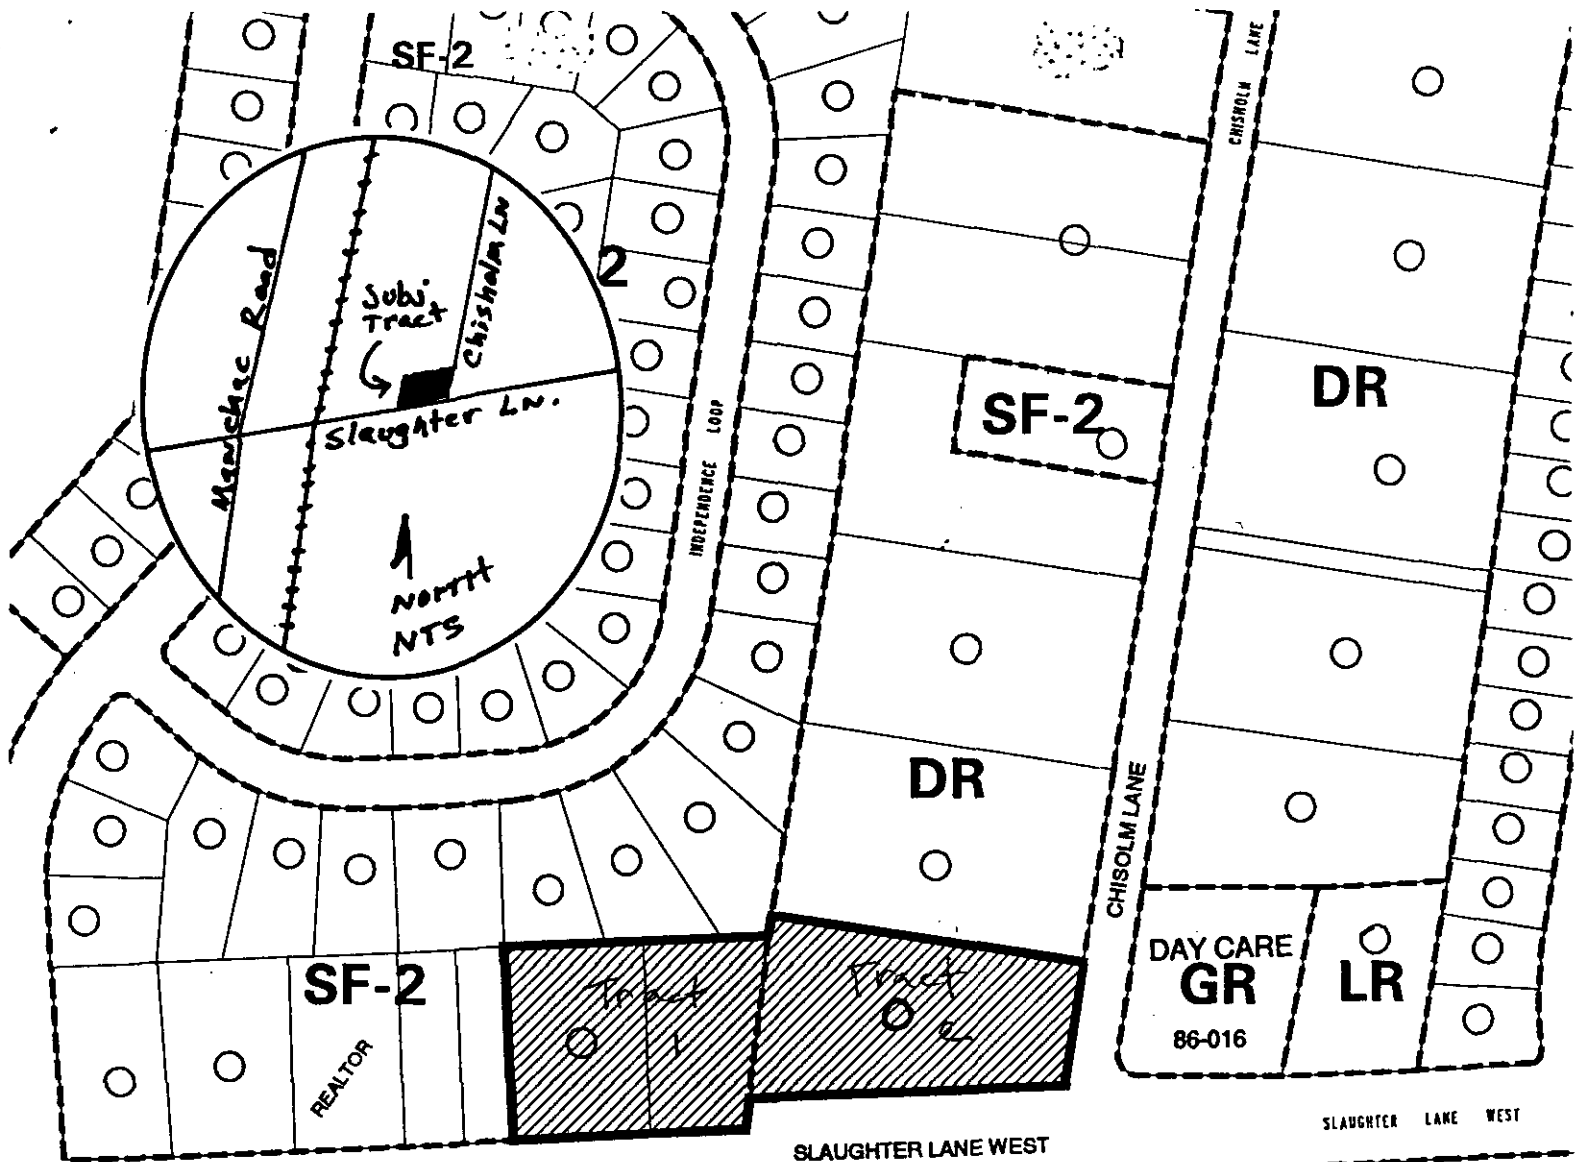 SF-2
CHISHOLM LANE
Manchac Road
Subj.
Tract
Chisholm LN
Slaughter LN.
North
NTS
2
INDEPENDENCE LOOP
SF-2
DR
DR
CHISOLM LANE
SF-2
REALTOR
Tract
1
Tract
2
DAY CARE
GR
86-016
LR
SLAUGHTER LANE WEST
SLAUGHTER LANE WEST